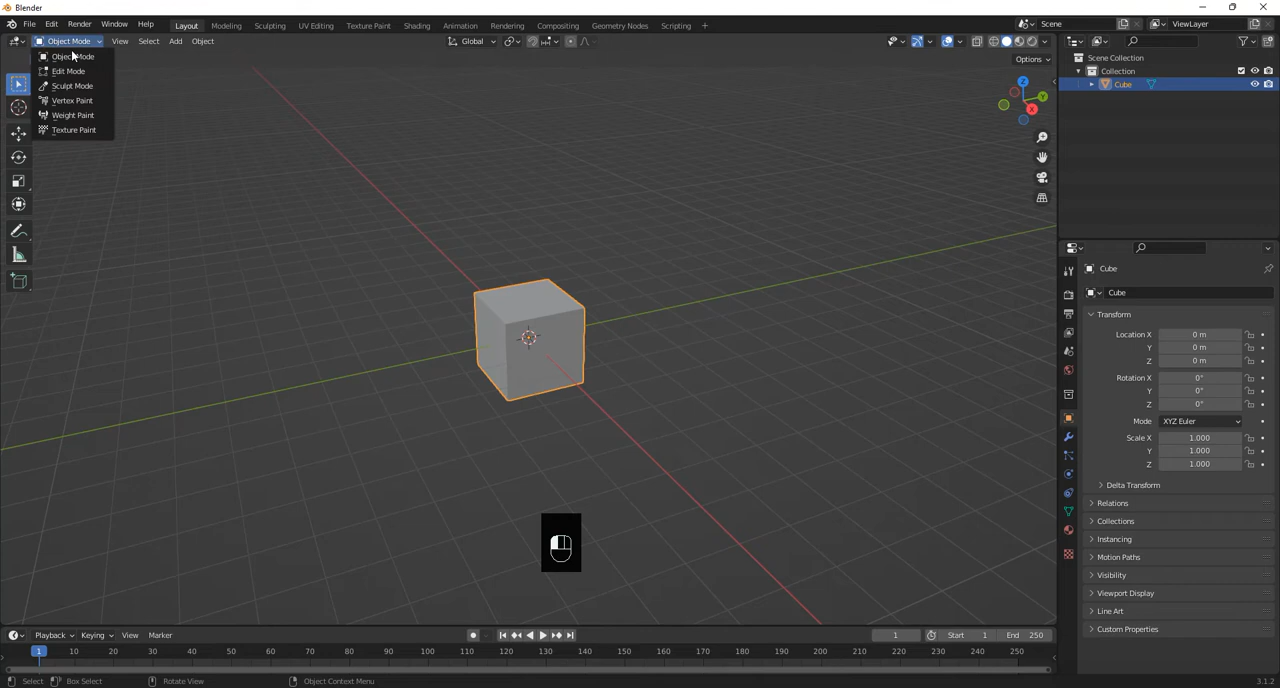 Blender
File Edit Render Window Help Layout Modeling Sculpting UV Editing Texture Paint Shading Animation Rendering Compositing Geometry Nodes Scripting + Scene ViewLayer
Object Mode View Select Add Object Global
Options
Object Mode
Edit Mode
Sculpt Mode
Vertex Paint
Weight Paint
Texture Paint
Z
Y
X
Scene Collection
Collection
Cube
Cube
Cube
Transform
Location X 0 m
Y 0 m
Z 0 m
Rotation X 0°
Y 0°
Z 0°
Mode XYZ Euler
Scale X 1.000
Y 1.000
Z 1.000
Delta Transform
Relations
Collections
Instancing
Motion Paths
Visibility
Viewport Display
Line Art
Custom Properties
Playback Keying View Marker 1 Start 1 End 250
1 10 20 30 40 50 60 70 80 90 100 110 120 130 140 150 160 170 180 190 200 210 220 230 240 250
Select Box Select Rotate View Object Context Menu 3.1.2